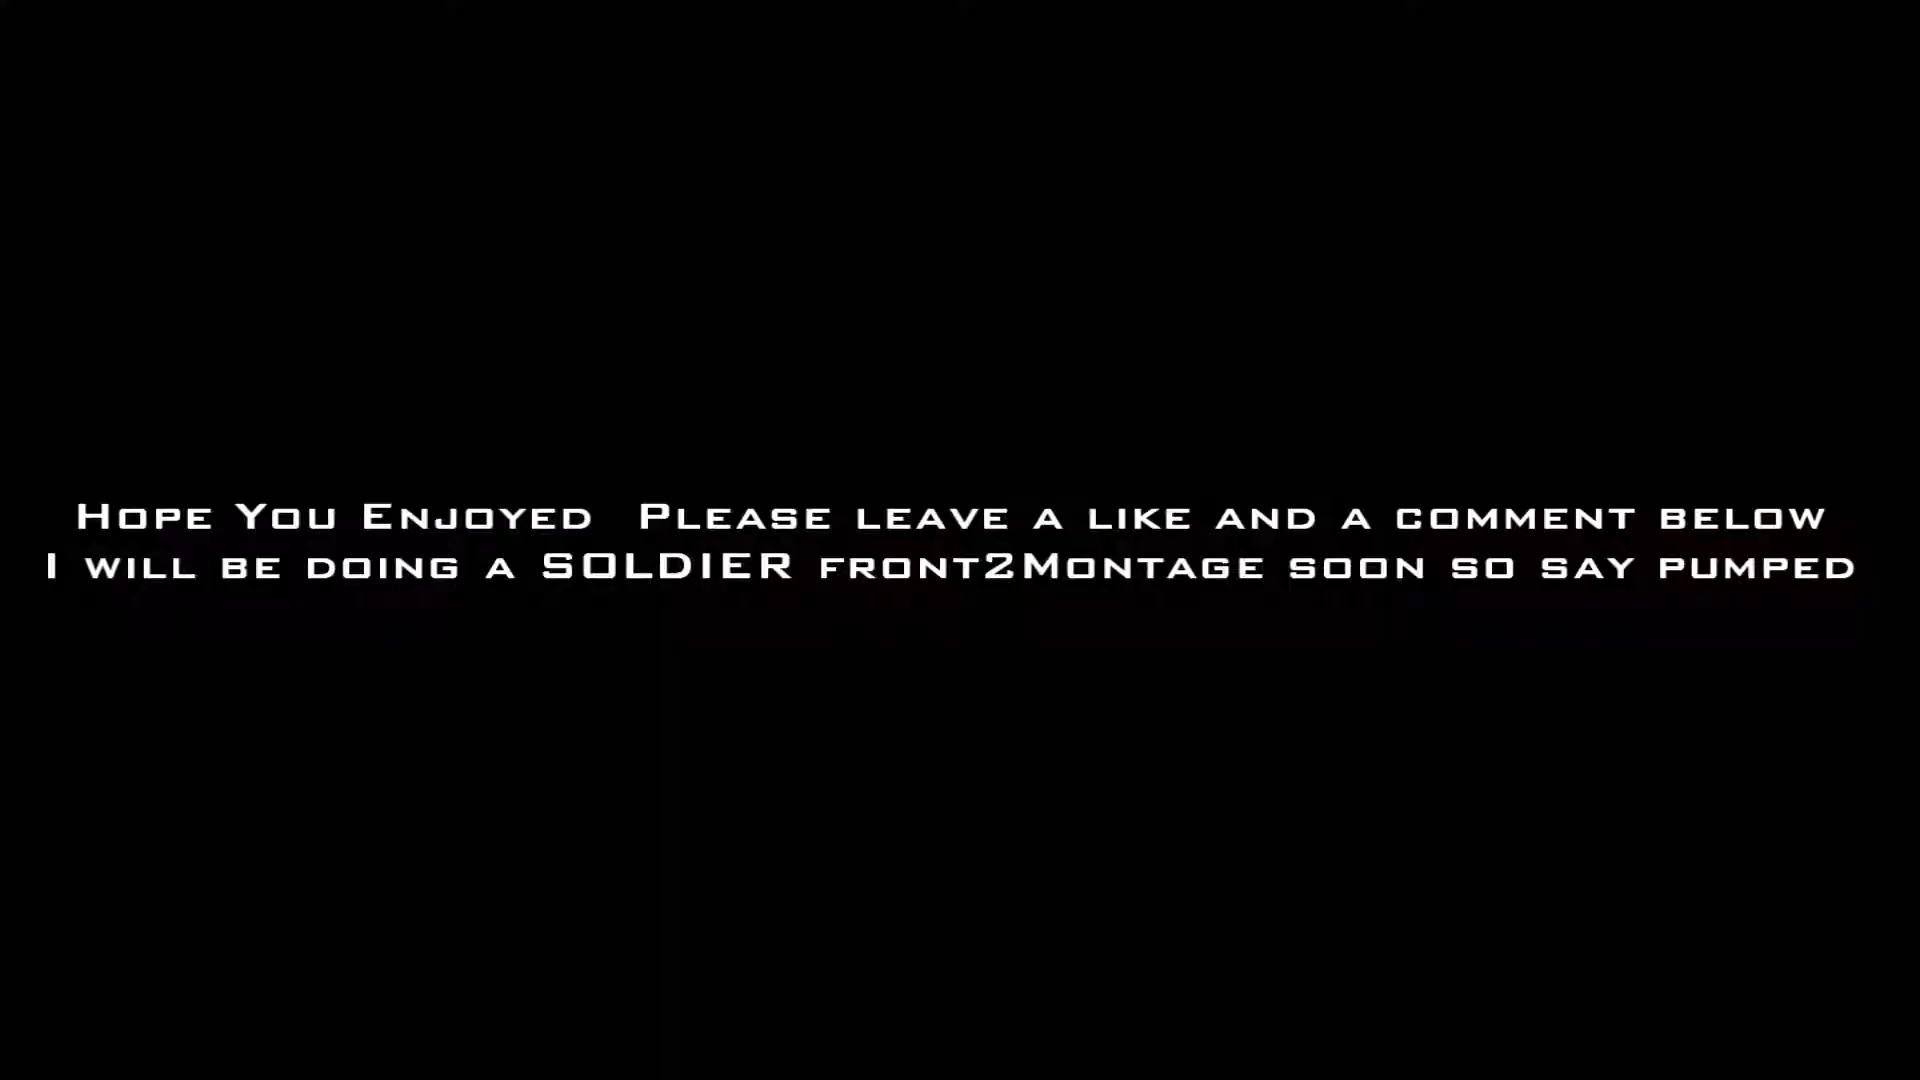 Hope You Enjoyed  Please leave a like and a comment below
I will be doing a SOLDIER front2Montage soon so say pumped